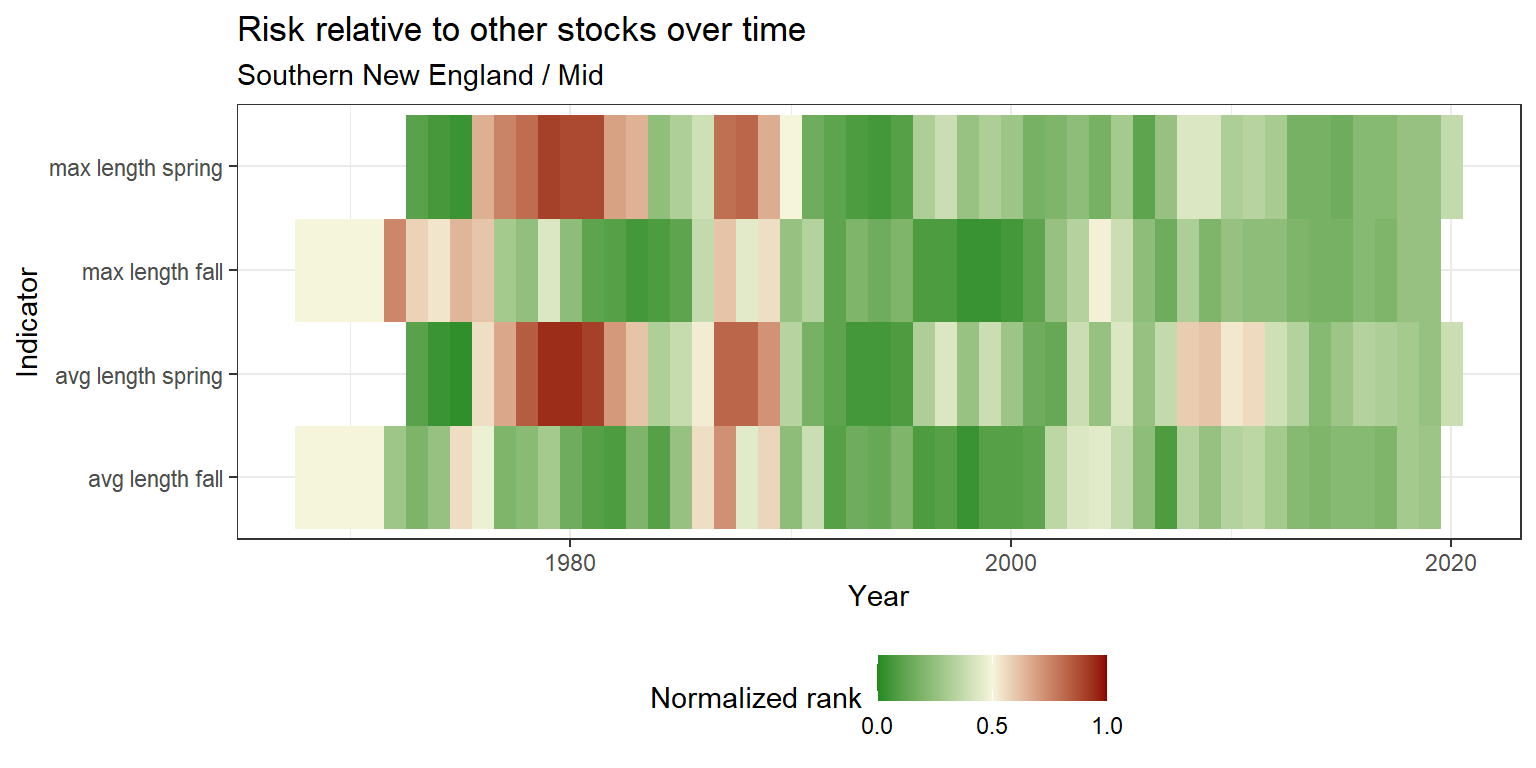 Risk relative to other stocks over time
Southern New England / Mid
Indicator
max length spring
max length fall
avg length spring
avg length fall
1980 2000 2020
Year
Normalized rank
0.0 0.5 1.0